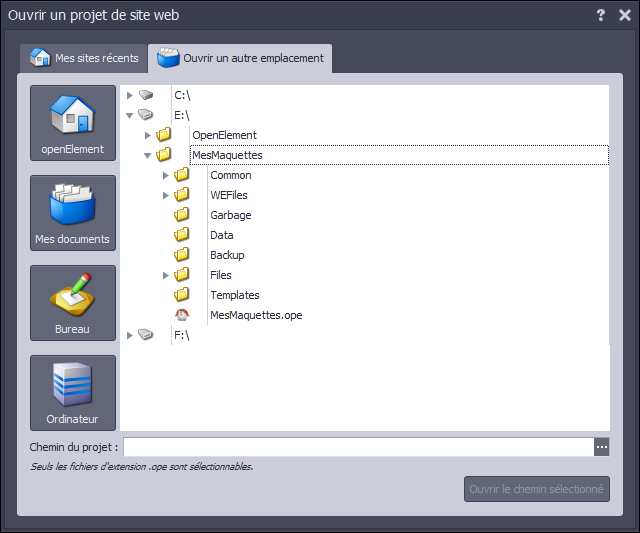 Ouvrir un projet de site web
Mes sites récents
Ouvrir un autre emplacement
openElement
Mes documents
Bureau
Ordinateur
C:\
E:\
OpenElement
MesMaquettes
Common
WEFiles
Garbage
Data
Backup
Files
Templates
MesMaquettes.ope
F:\
Chemin du projet :
...
Seuls les fichiers d'extension .ope sont sélectionnables.
Ouvrir le chemin sélectionné